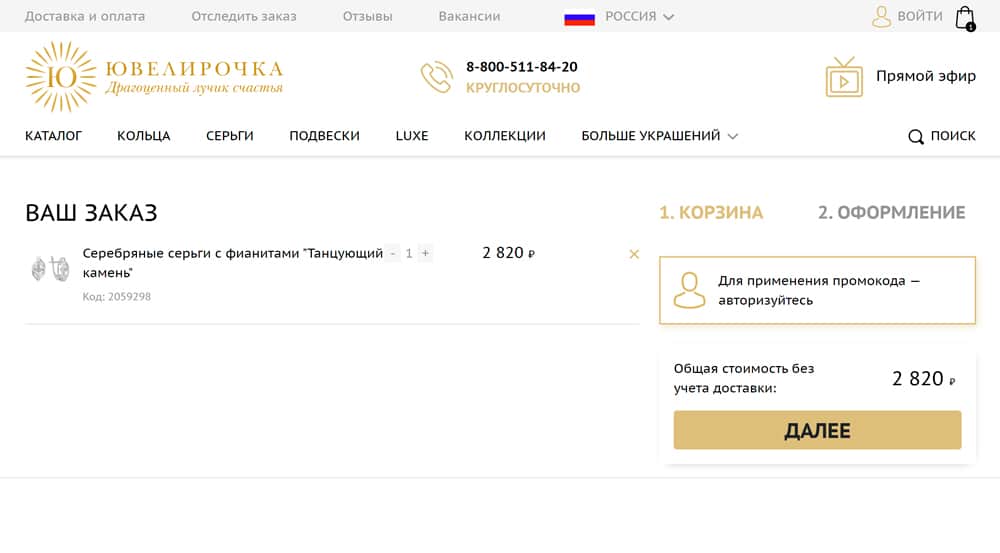 Доставка и оплата Отследить заказ Отзывы Вакансии РОССИЯ ВОЙТИ 1
Ю ЮВЕЛИРОЧКА
Драгоценный лучик счастья
8-800-511-84-20
КРУГЛОСУТОЧНО
Прямой эфир
КАТАЛОГ КОЛЬЦА СЕРЬГИ ПОДВЕСКИ LUXE КОЛЛЕКЦИИ БОЛЬШЕ УКРАШЕНИЙ ПОИСК
ВАШ ЗАКАЗ
Серебряные серьги с фианитами "Танцующий - 1 + 2 820 ₽
камень"
Код: 2059298
1. КОРЗИНА 2. ОФОРМЛЕНИЕ
Для применения промокода —
авторизуйтесь
Общая стоимость без
учета доставки:
2 820 ₽
ДАЛЕЕ